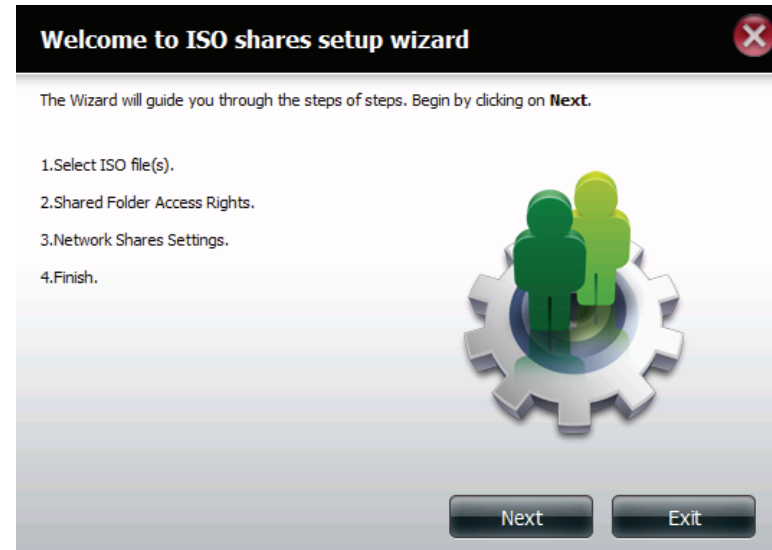 Welcome to ISO shares setup wizard
The Wizard will guide you through the steps of steps. Begin by clicking on Next.
1.Select ISO file(s).
2.Shared Folder Access Rights.
3.Network Shares Settings.
4.Finish.
Next
Exit